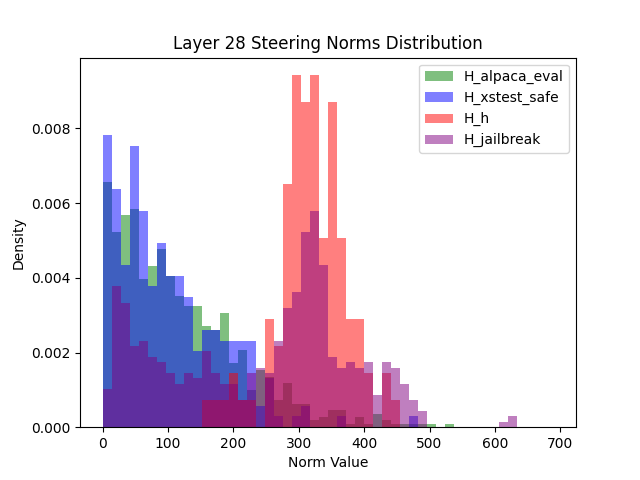 Layer 28 Steering Norms Distribution
H_alpaca_eval
H_xstest_safe
H_h
H_jailbreak
Density
0.008
0.006
0.004
0.002
0.000
0
100
200
300
400
500
600
700
Norm Value